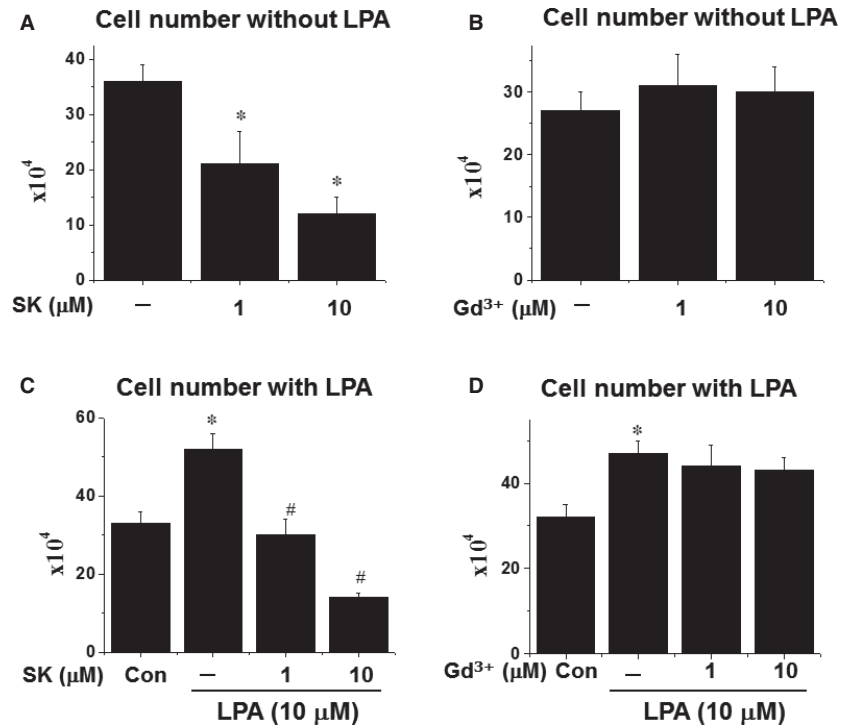 A
Cell number without LPA
40
30
20
10
0
x10⁴
*
*
SK (μM) – 1 10
B
Cell number without LPA
30
20
10
0
x10⁴
Gd³⁺ (μM) – 1 10
C
Cell number with LPA
60
40
20
0
x10⁴
*
#
#
SK (μM) Con – 1 10
LPA (10 μM)
D
Cell number with LPA
40
20
0
x10⁴
*
Gd³⁺ (μM) Con – 1 10
LPA (10 μM)